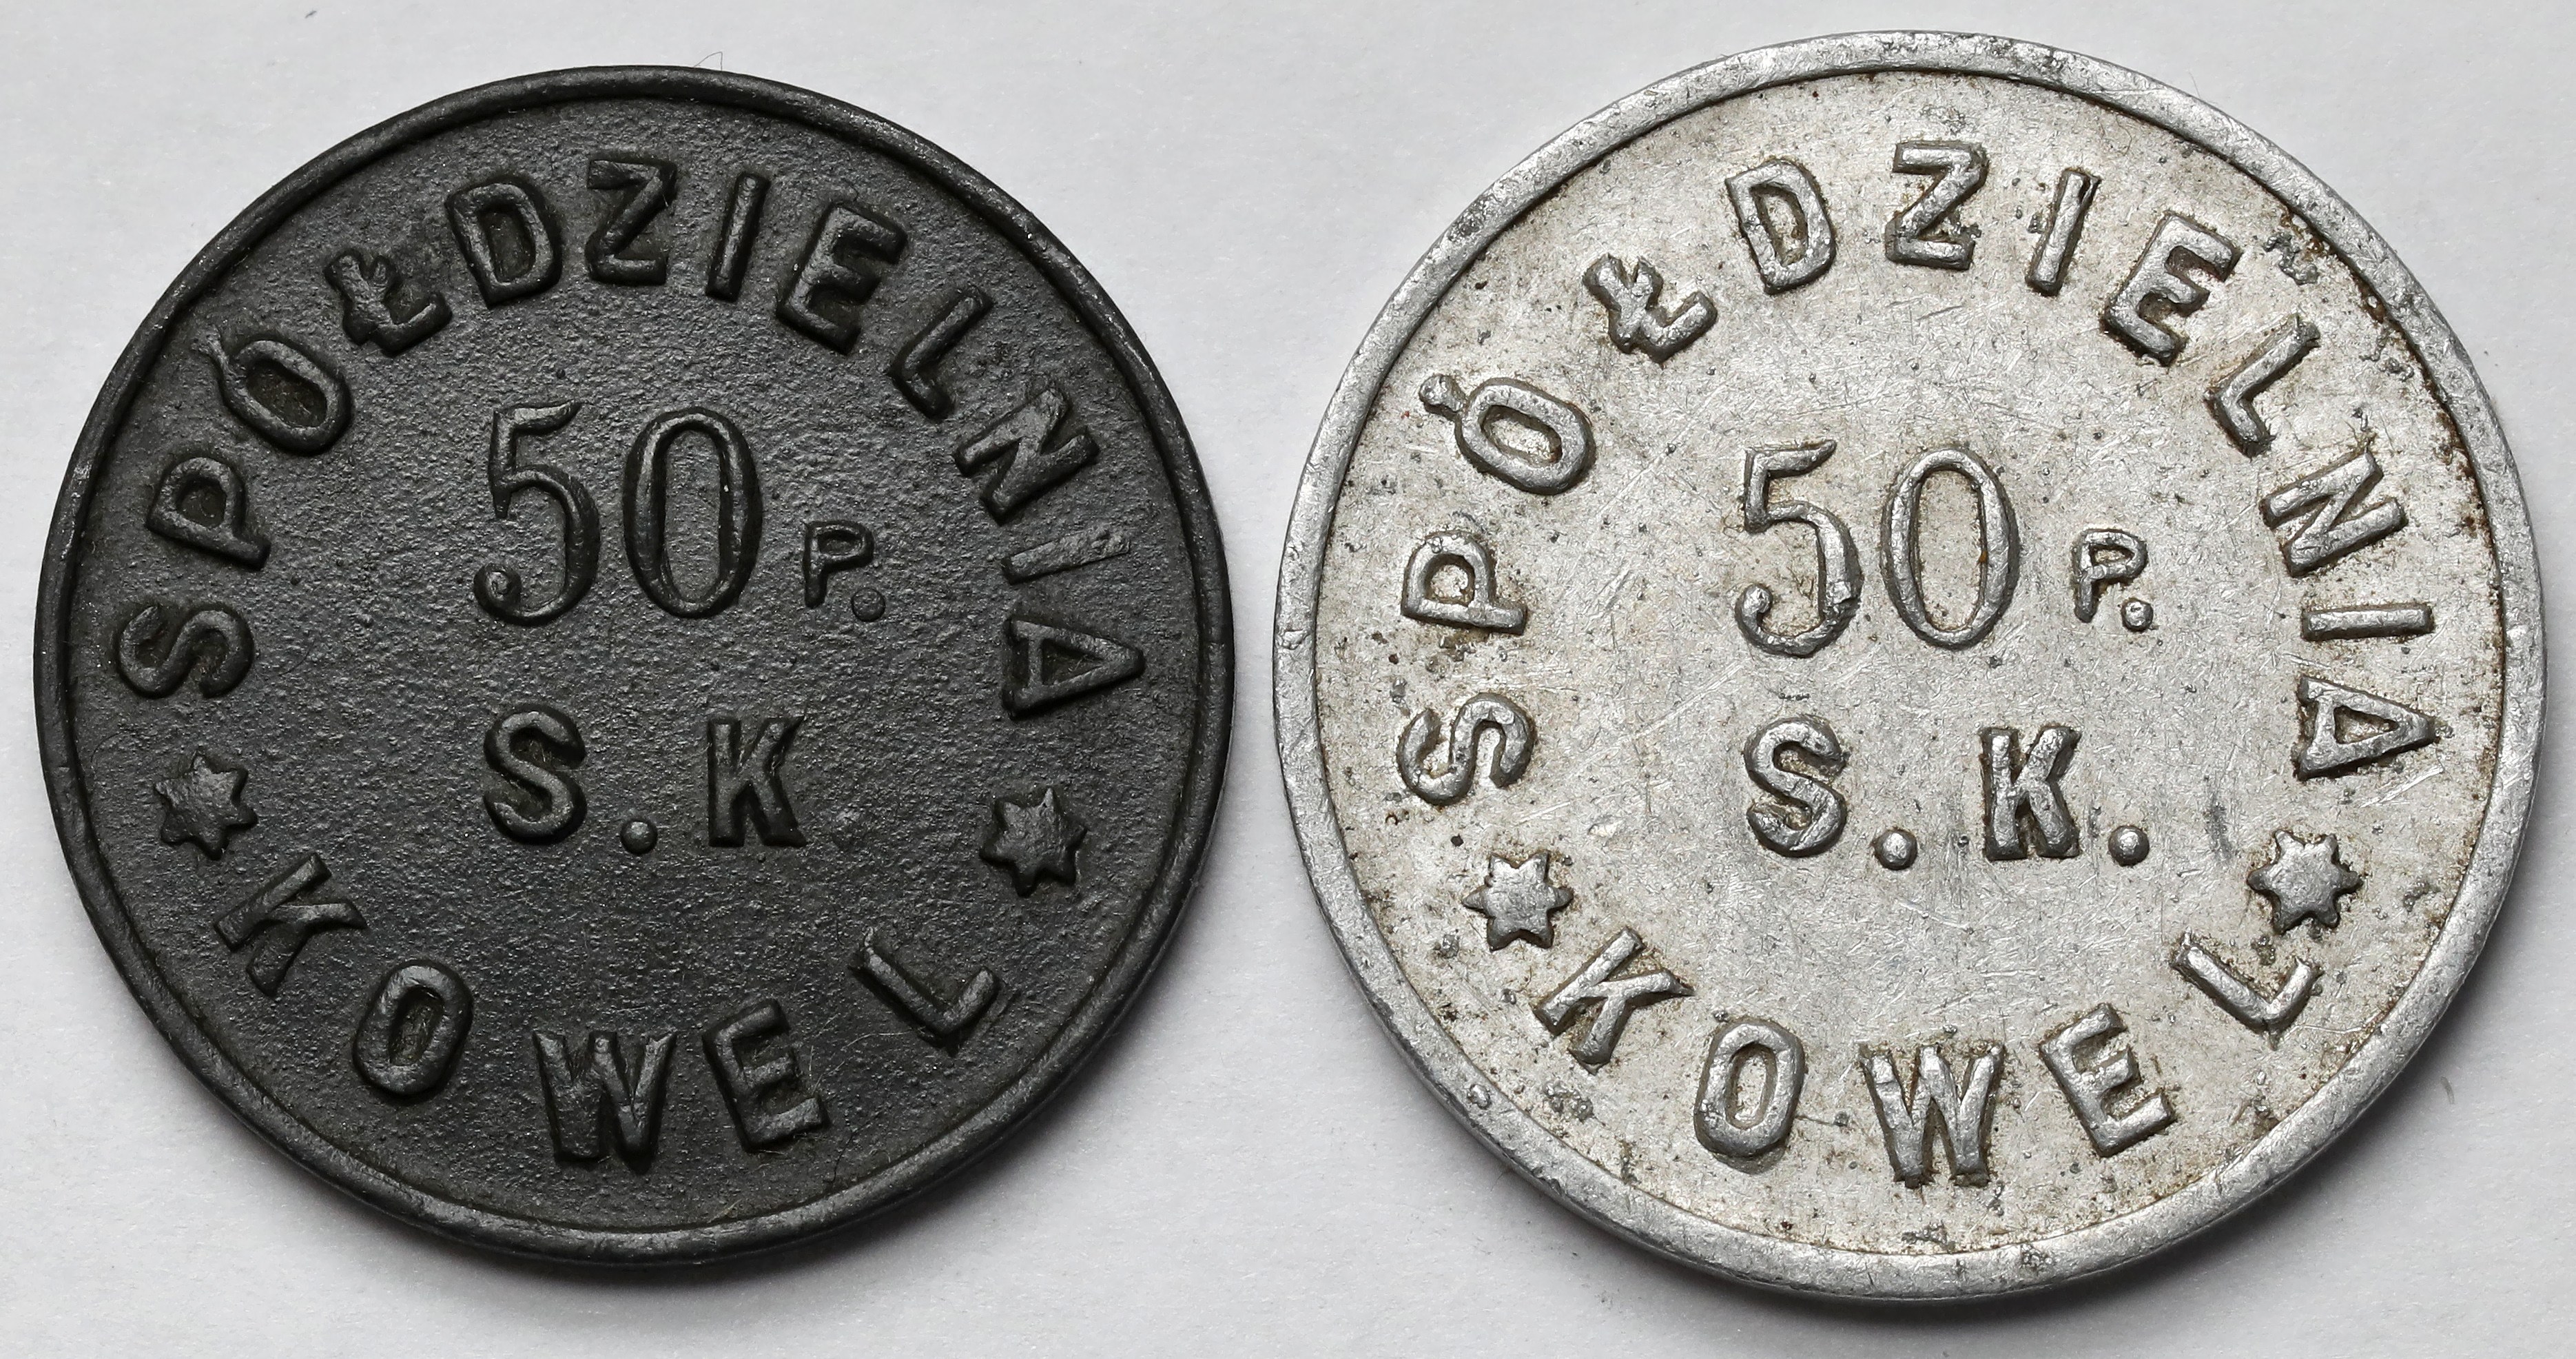 SPÓŁDZIELNIA
50 P.
S.K
★ KOWEL ★
SPÓŁDZIELNIA
50 P.
S.K.
★ KOWEL ★